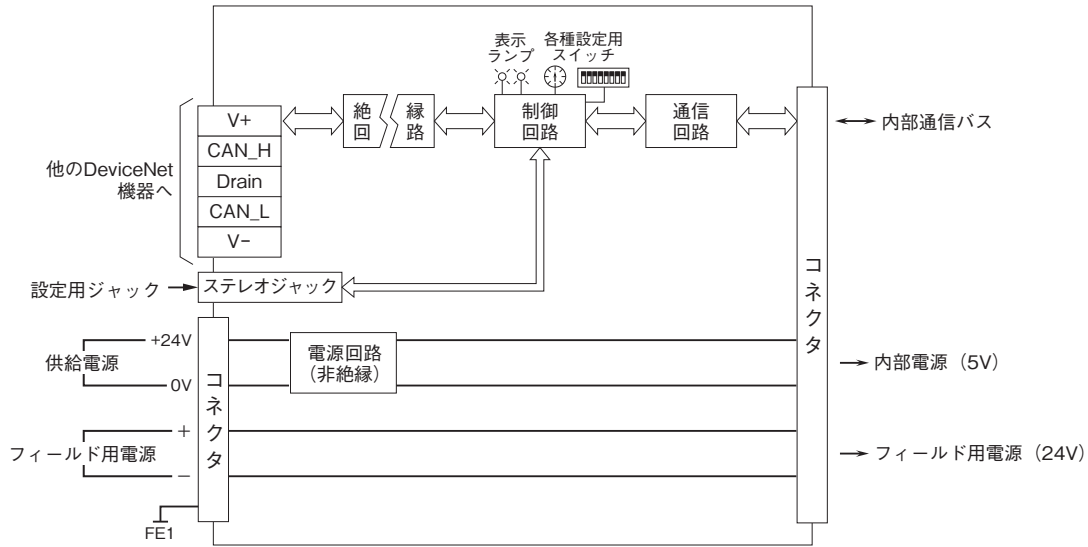 表示
ランプ
各種設定用
スイッチ
V+
CAN_H
Drain
CAN_L
V−
他のDeviceNet
機器へ
絶縁
回路
制御
回路
通信
回路
内部通信バス
設定用ジャック
ステレオジャック
コネクタ
供給電源
+24V
0V
電源回路
(非絶縁)
内部電源(5V)
コネクタ
フィールド用電源
+
−
フィールド用電源(24V)
FE1